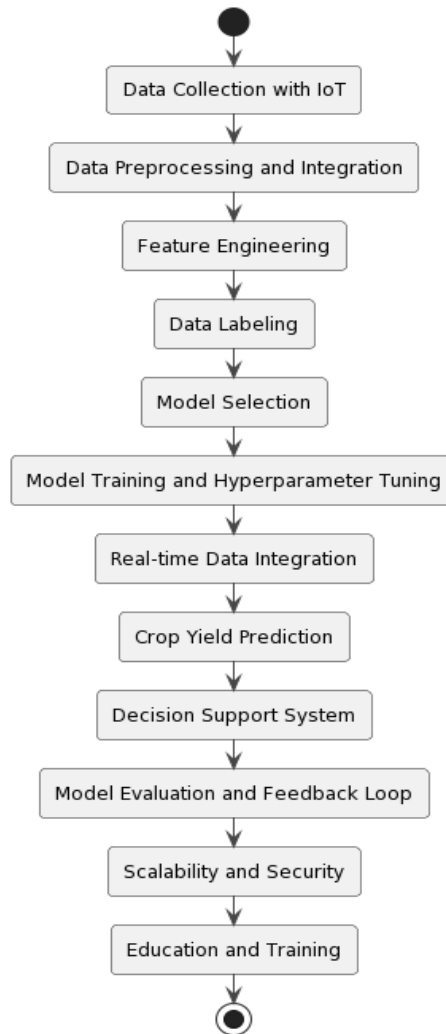 Data Collection with IoT
Data Preprocessing and Integration
Feature Engineering
Data Labeling
Model Selection
Model Training and Hyperparameter Tuning
Real-time Data Integration
Crop Yield Prediction
Decision Support System
Model Evaluation and Feedback Loop
Scalability and Security
Education and Training